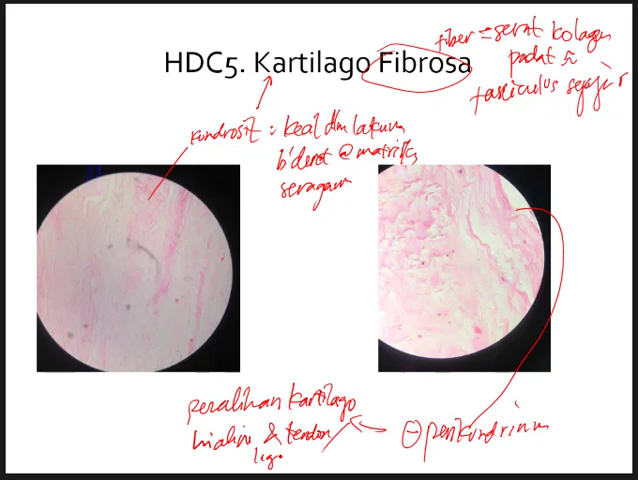 HDC5. Kartilago Fibrosa
fiber = serat kolagen
padat
fasciculus sejajar
kondrosit : kecil dlm lakuna
b'deret @ matriks
seragam
peralihan kartilago
hialin & tendon
liga
⊖ perikondrium